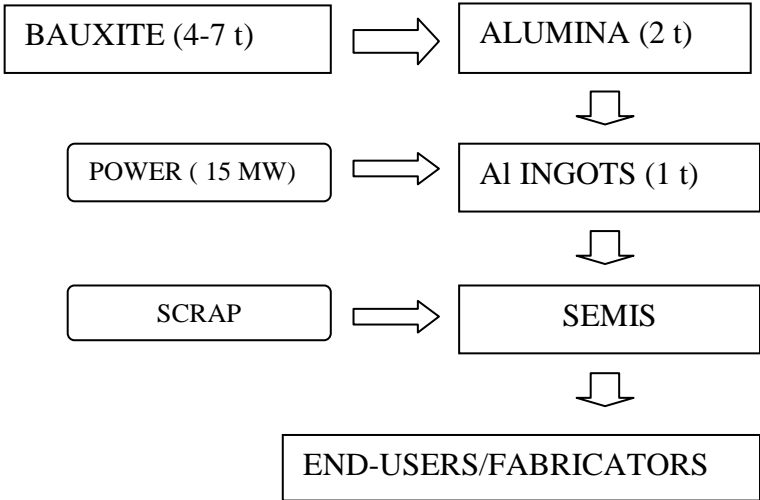 BAUXITE (4-7 t)
ALUMINA (2 t)
POWER ( 15 MW)
Al INGOTS (1 t)
SCRAP
SEMIS
END-USERS/FABRICATORS